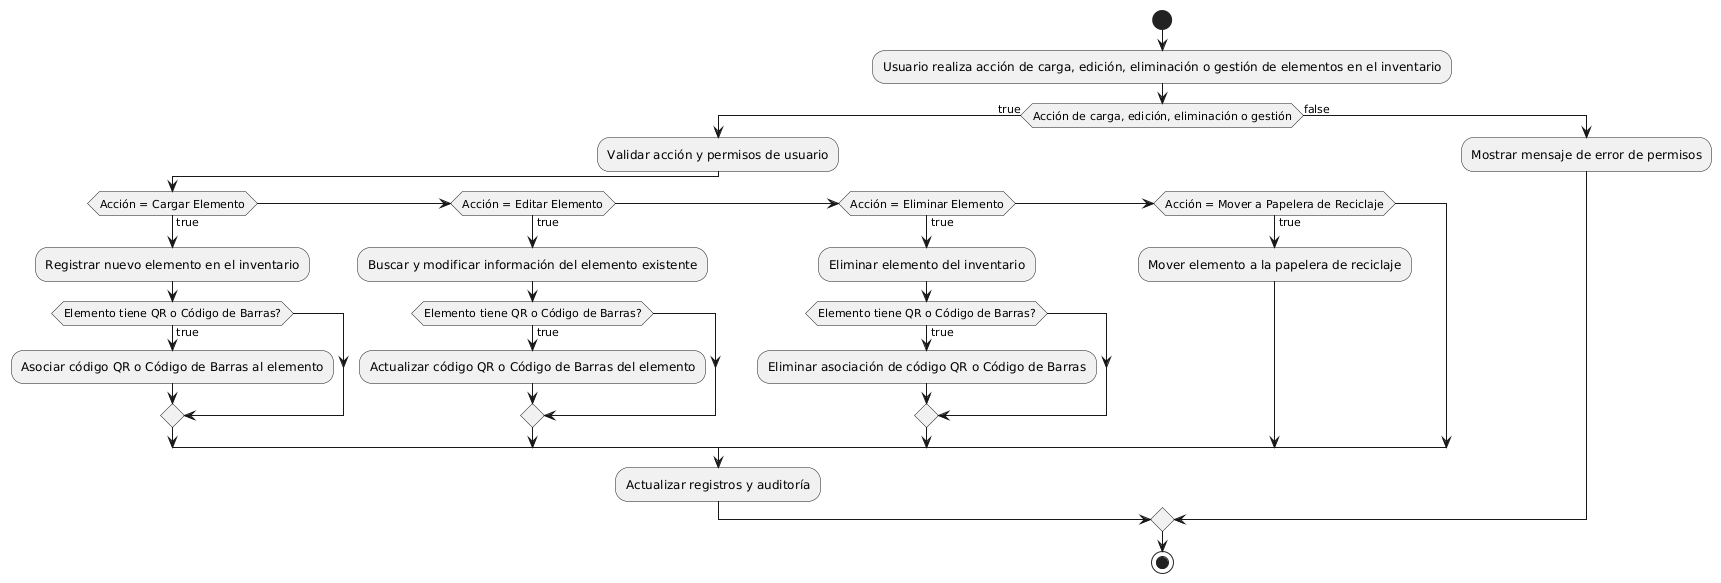 Usuario realiza acción de carga, edición, eliminación o gestión de elementos en el inventario
true
Acción de carga, edición, eliminación o gestión
false
Validar acción y permisos de usuario
Mostrar mensaje de error de permisos
Acción = Cargar Elemento
Acción = Editar Elemento
Acción = Eliminar Elemento
Acción = Mover a Papelera de Reciclaje
true
true
true
true
Registrar nuevo elemento en el inventario
Buscar y modificar información del elemento existente
Eliminar elemento del inventario
Mover elemento a la papelera de reciclaje
Elemento tiene QR o Código de Barras?
Elemento tiene QR o Código de Barras?
Elemento tiene QR o Código de Barras?
true
true
true
Asociar código QR o Código de Barras al elemento
Actualizar código QR o Código de Barras del elemento
Eliminar asociación de código QR o Código de Barras
Actualizar registros y auditoría